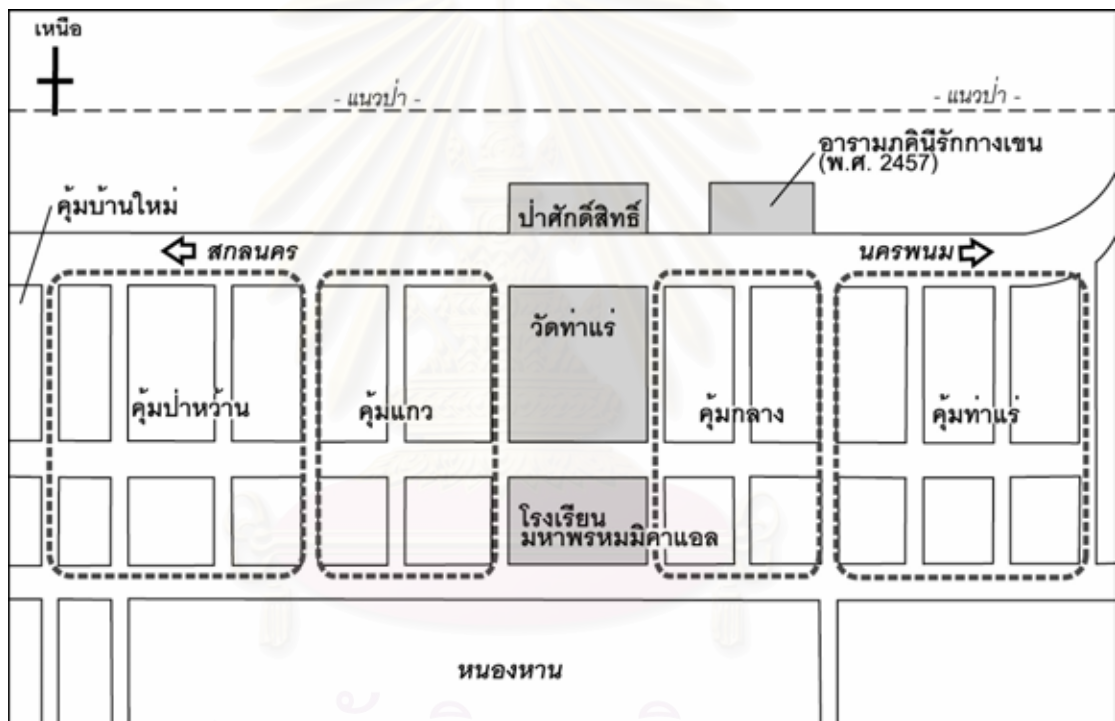 เหนือ
- แนวป่า -
- แนวป่า -
อารามภคินีรักกางเขน
(พ.ศ. 2457)
คุ้มบ้านใหม่
ป่าศักดิ์สิทธิ์
สกลนคร
นครพนม
วัดท่าแร่
คุ้มป่าหว้าน
คุ้มแกว
คุ้มกลาง
คุ้มท่าแร่
โรงเรียน
มหาพรหมมิคาแอล
หนองหาน